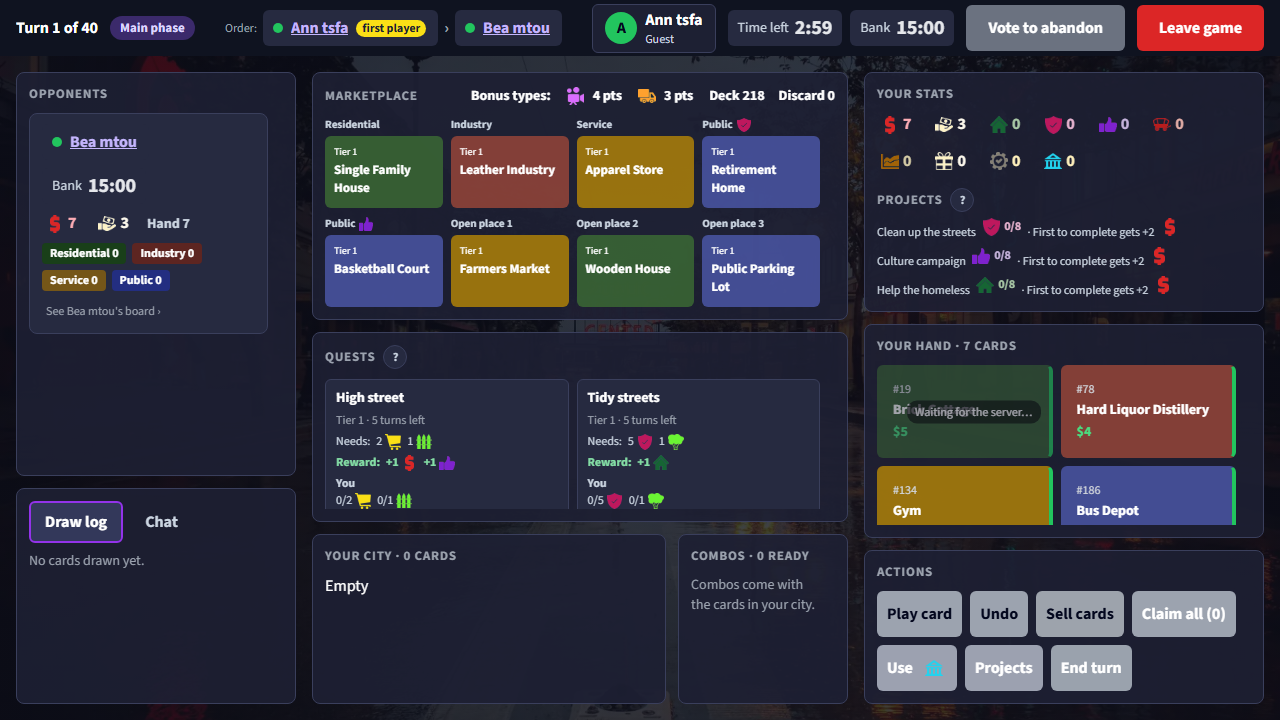 Turn 1 of 40 Main phase Order: Ann tsfa first player › Bea mtou A Ann tsfa Guest Time left 2:59 Bank 15:00 Vote to abandon Leave game
OPPONENTS
Bea mtou
Bank 15:00
7 3 Hand 7
Residential 0 Industry 0
Service 0 Public 0
See Bea mtou's board ›
Draw log Chat
No cards drawn yet.
MARKETPLACE Bonus types: 4 pts 3 pts Deck 218 Discard 0
Residential Industry Service Public
Tier 1 Tier 1 Tier 1 Tier 1
Single Family House Leather Industry Apparel Store Retirement Home
Public Open place 1 Open place 2 Open place 3
Tier 1 Tier 1 Tier 1 Tier 1
Basketball Court Farmers Market Wooden House Public Parking Lot
QUESTS ?
High street
Tier 1 · 5 turns left
Needs: 2 1
Reward: +1 +1
You
0/2 0/1
Tidy streets
Tier 1 · 5 turns left
Needs: 5 1
Reward: +1
You
0/5 0/1
YOUR CITY · 0 CARDS
Empty
COMBOS · 0 READY
Combos come with
the cards in your city.
YOUR STATS
7 3 0 0 0 0
0 0 0 0
PROJECTS ?
Clean up the streets 0/8 · First to complete gets +2
Culture campaign 0/8 · First to complete gets +2
Help the homeless 0/8 · First to complete gets +2
YOUR HAND · 7 CARDS
#19
Waiting for the server…
$5
#78
Hard Liquor Distillery
$4
#134
Gym
#186
Bus Depot
ACTIONS
Play card Undo Sell cards Claim all (0)
Use Projects End turn